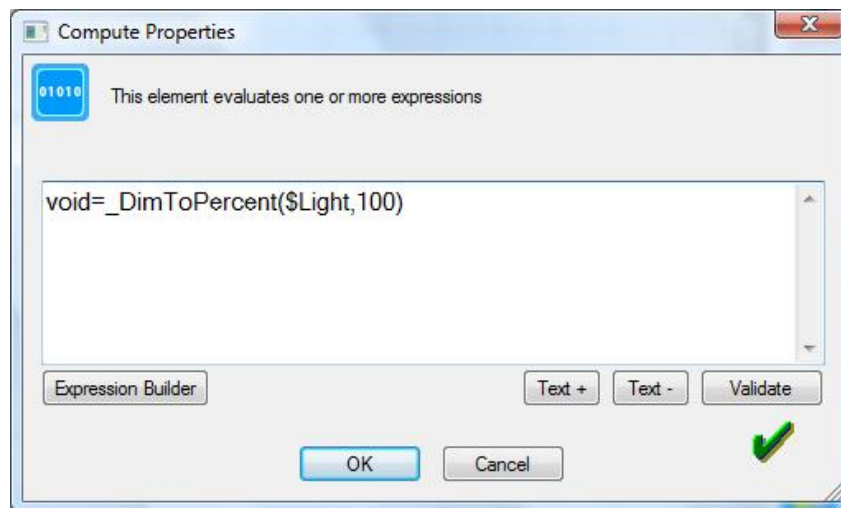 Compute Properties
01010
This element evaluates one or more expressions
void=_DimToPercent($Light,100)
Expression Builder
Text +
Text -
Validate
OK
Cancel